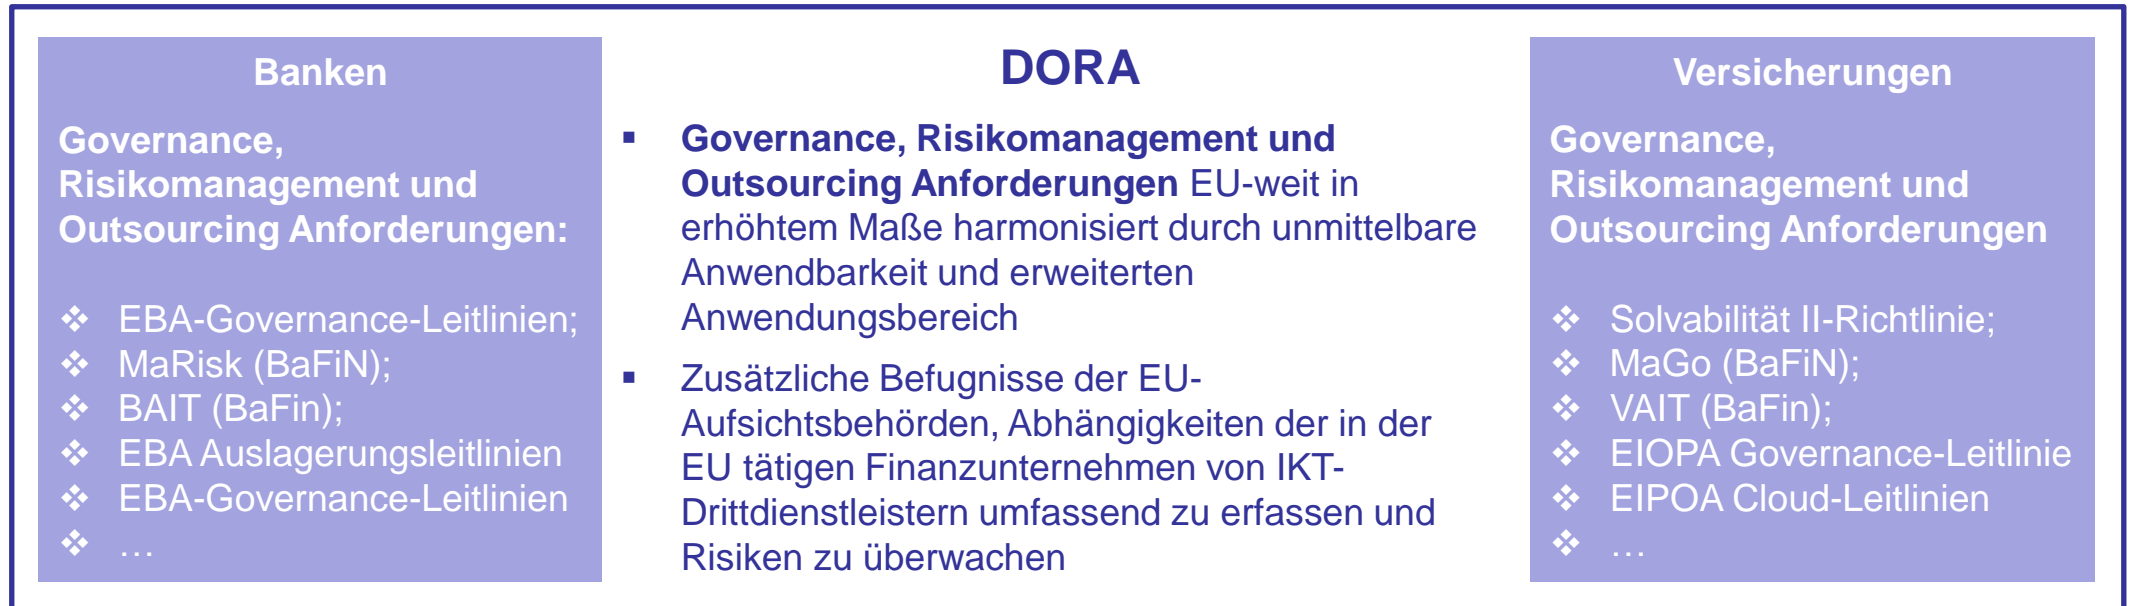 Banken
Governance,
Risikomanagement und
Outsourcing Anforderungen:
❖ EBA-Governance-Leitlinien;
❖ MaRisk (BaFiN);
❖ BAIT (BaFin);
❖ EBA Auslagerungsleitlinien
❖ EBA-Governance-Leitlinien
❖ …
DORA
▪ Governance, Risikomanagement und
Outsourcing Anforderungen EU-weit in
erhöhtem Maße harmonisiert durch unmittelbare
Anwendbarkeit und erweiterten
Anwendungsbereich
▪ Zusätzliche Befugnisse der EU-
Aufsichtsbehörden, Abhängigkeiten der in der
EU tätigen Finanzunternehmen von IKT-
Drittdienstleistern umfassend zu erfassen und
Risiken zu überwachen
Versicherungen
Governance,
Risikomanagement und
Outsourcing Anforderungen
❖ Solvabilität II-Richtlinie;
❖ MaGo (BaFiN);
❖ VAIT (BaFin);
❖ EIOPA Governance-Leitlinie
❖ EIPOA Cloud-Leitlinien
❖ …